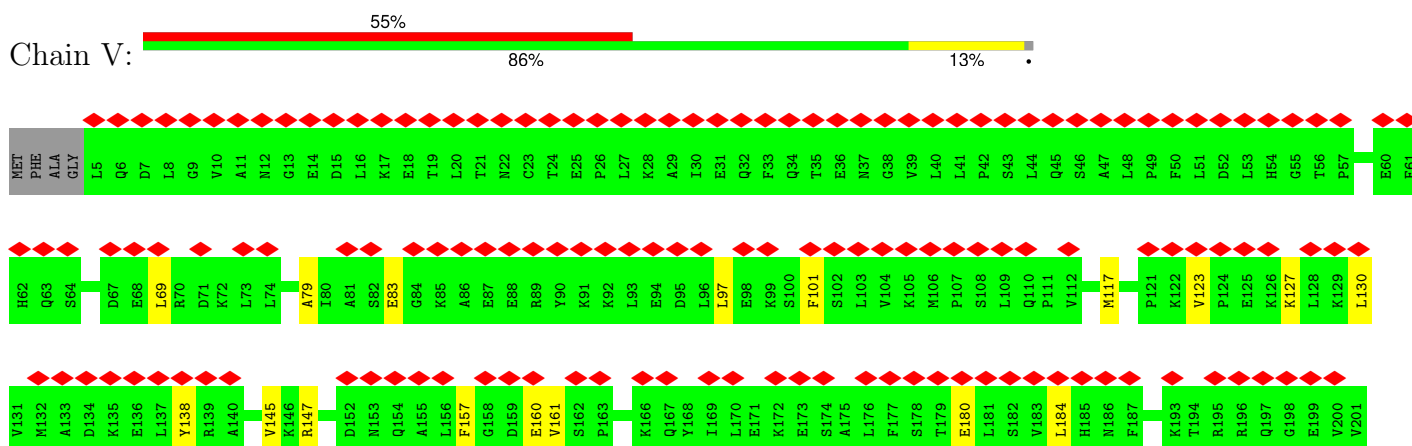 55%
Chain V:
86% 13% •
MET PHE ALA GLY L5 Q6 D7 L8 G9 V10 A11 N12 G13 E14 D15 L16 K17 E18 T19 L20 T21 N22 C23 T24 E25 P26 L27 K28 A29 I30 E31 Q32 F33 Q34 T35 E36 N37 G38 V39 L40 L41 P42 S43 L44 Q45 S46 A47 L48 P49 F50 L51 D52 L53 H54 G55 T56 P57 E60 F61
H62 Q63 S64 D67 E68 L69 R70 D71 K72 L73 L74 A79 I80 A81 S82 E83 G84 K85 A86 E87 E88 R89 Y90 K91 K92 L93 E94 D95 L96 L97 E98 K99 S100 F101 S102 L103 V104 K105 M106 P107 S108 L109 Q110 P111 V112 M117 P121 K122 V123 P124 E125 K126 K127 L128 K129 L130
V131 M132 A133 D134 K135 E136 L137 Y138 R139 A140 V145 K146 R147 D152 N153 Q154 A155 L156 F157 G158 D159 E160 V161 S162 P163 K166 Q167 Y168 I169 L170 E171 K172 E173 S174 A175 L176 F177 S178 T179 E180 L181 S182 V183 L184 H185 N186 F187 K193 T194 R195 R196 Q197 G198 E199 V200 V201